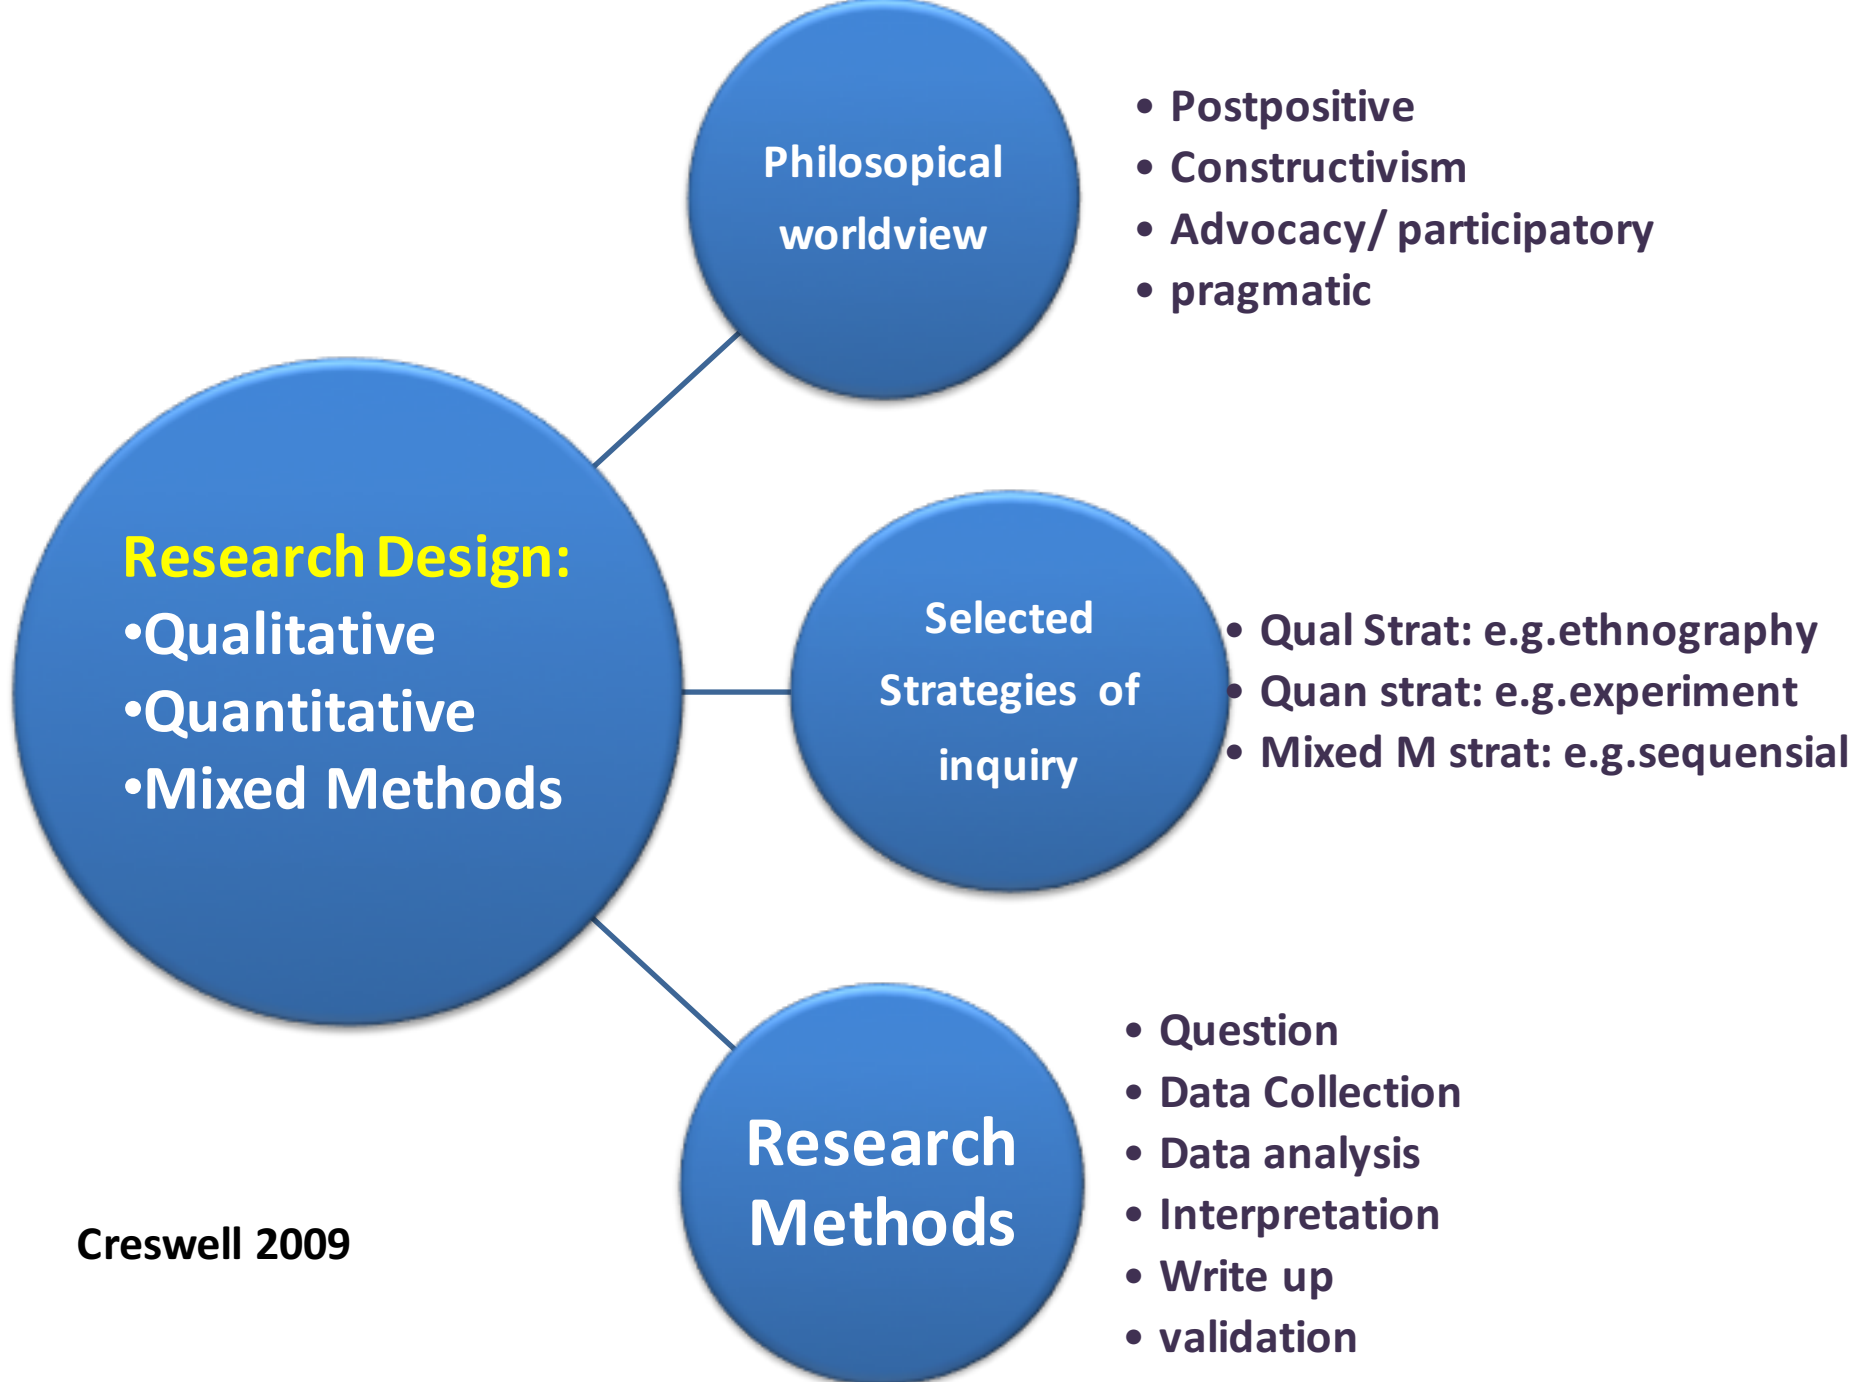 Philosopical
worldview
• Postpositive
• Constructivism
• Advocacy/ participatory
• pragmatic
Research Design:
•Qualitative
•Quantitative
•Mixed Methods
Selected
Strategies of
inquiry
• Qual Strat: e.g.ethnography
• Quan strat: e.g.experiment
• Mixed M strat: e.g.sequensial
Research
Methods
• Question
• Data Collection
• Data analysis
• Interpretation
• Write up
• validation
Creswell 2009